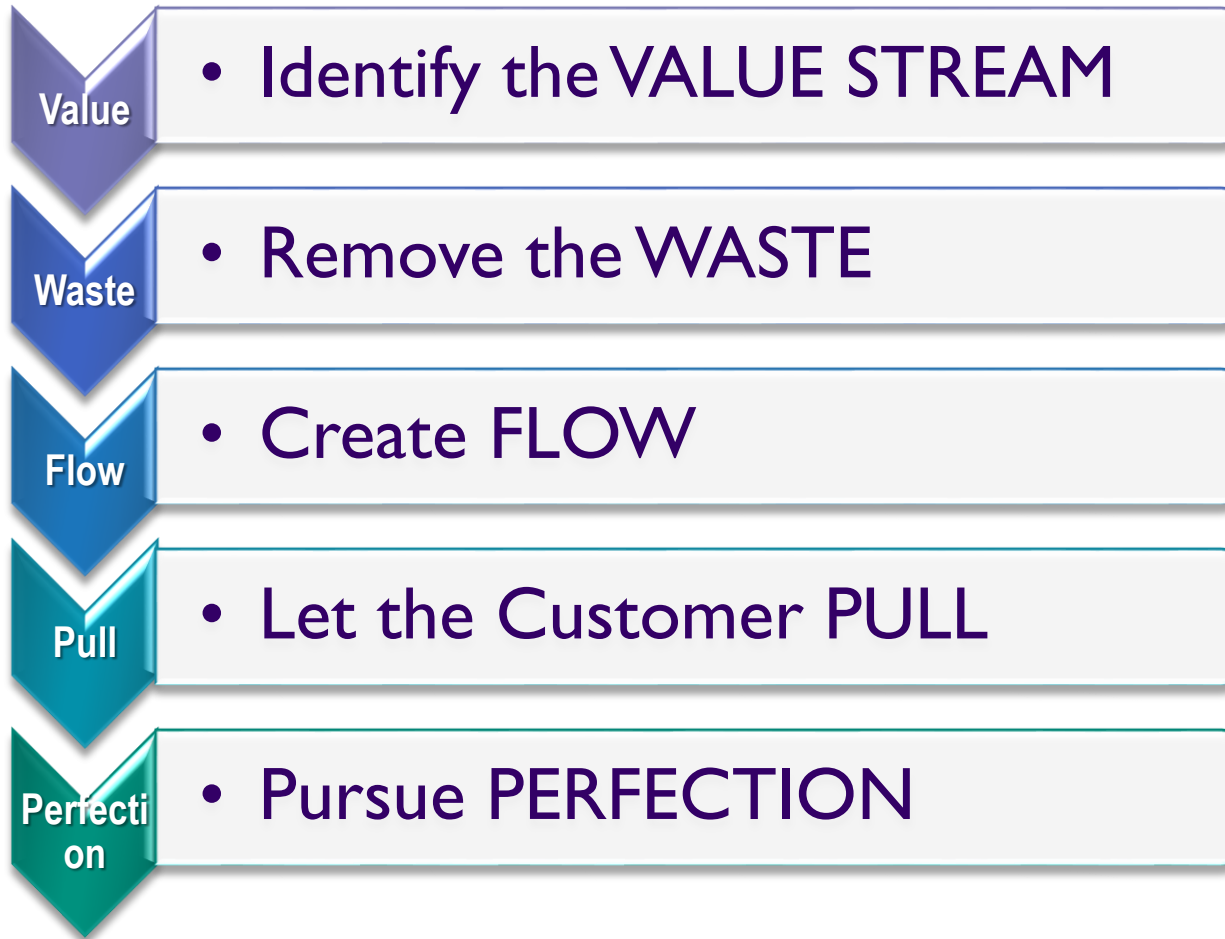 Value
• Identify the VALUE STREAM
Waste
• Remove the WASTE
Flow
• Create FLOW
Pull
• Let the Customer PULL
Perfecti
on
• Pursue PERFECTION